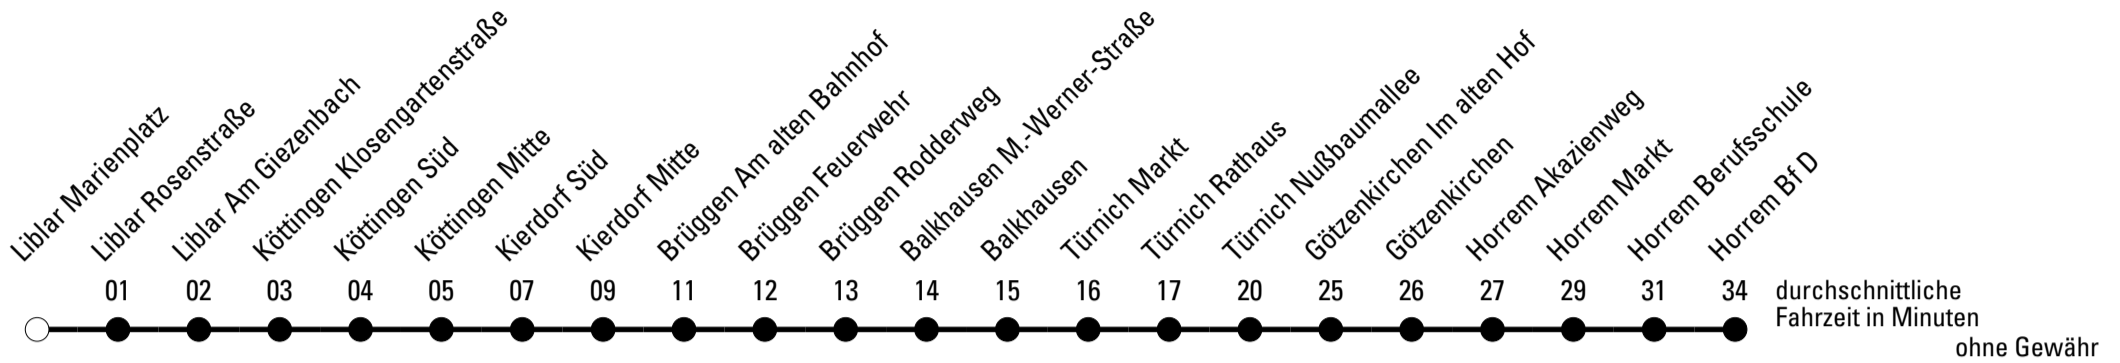 Liblar Marienplatz
Liblar Rosenstraße
Liblar Am Giezenbach
Köttingen Klosengartenstraße
Köttingen Süd
Köttingen Mitte
Kierdorf Süd
Kierdorf Mitte
Brüggen Am alten Bahnhof
Brüggen Feuerwehr
Brüggen Rodderweg
Balkhausen M.-Werner-Straße
Balkhausen
Türnich Markt
Türnich Rathaus
Türnich Nußbaumallee
Götzenkirchen Im alten Hof
Götzenkirchen
Horrem Akazienweg
Horrem Markt
Horrem Berufsschule
Horrem Bf D
01 02 03 04 05 07 09 11 12 13 14 15 16 17 20 25 26 27 29 31 34 durchschnittliche
Fahrzeit in Minuten
ohne Gewähr